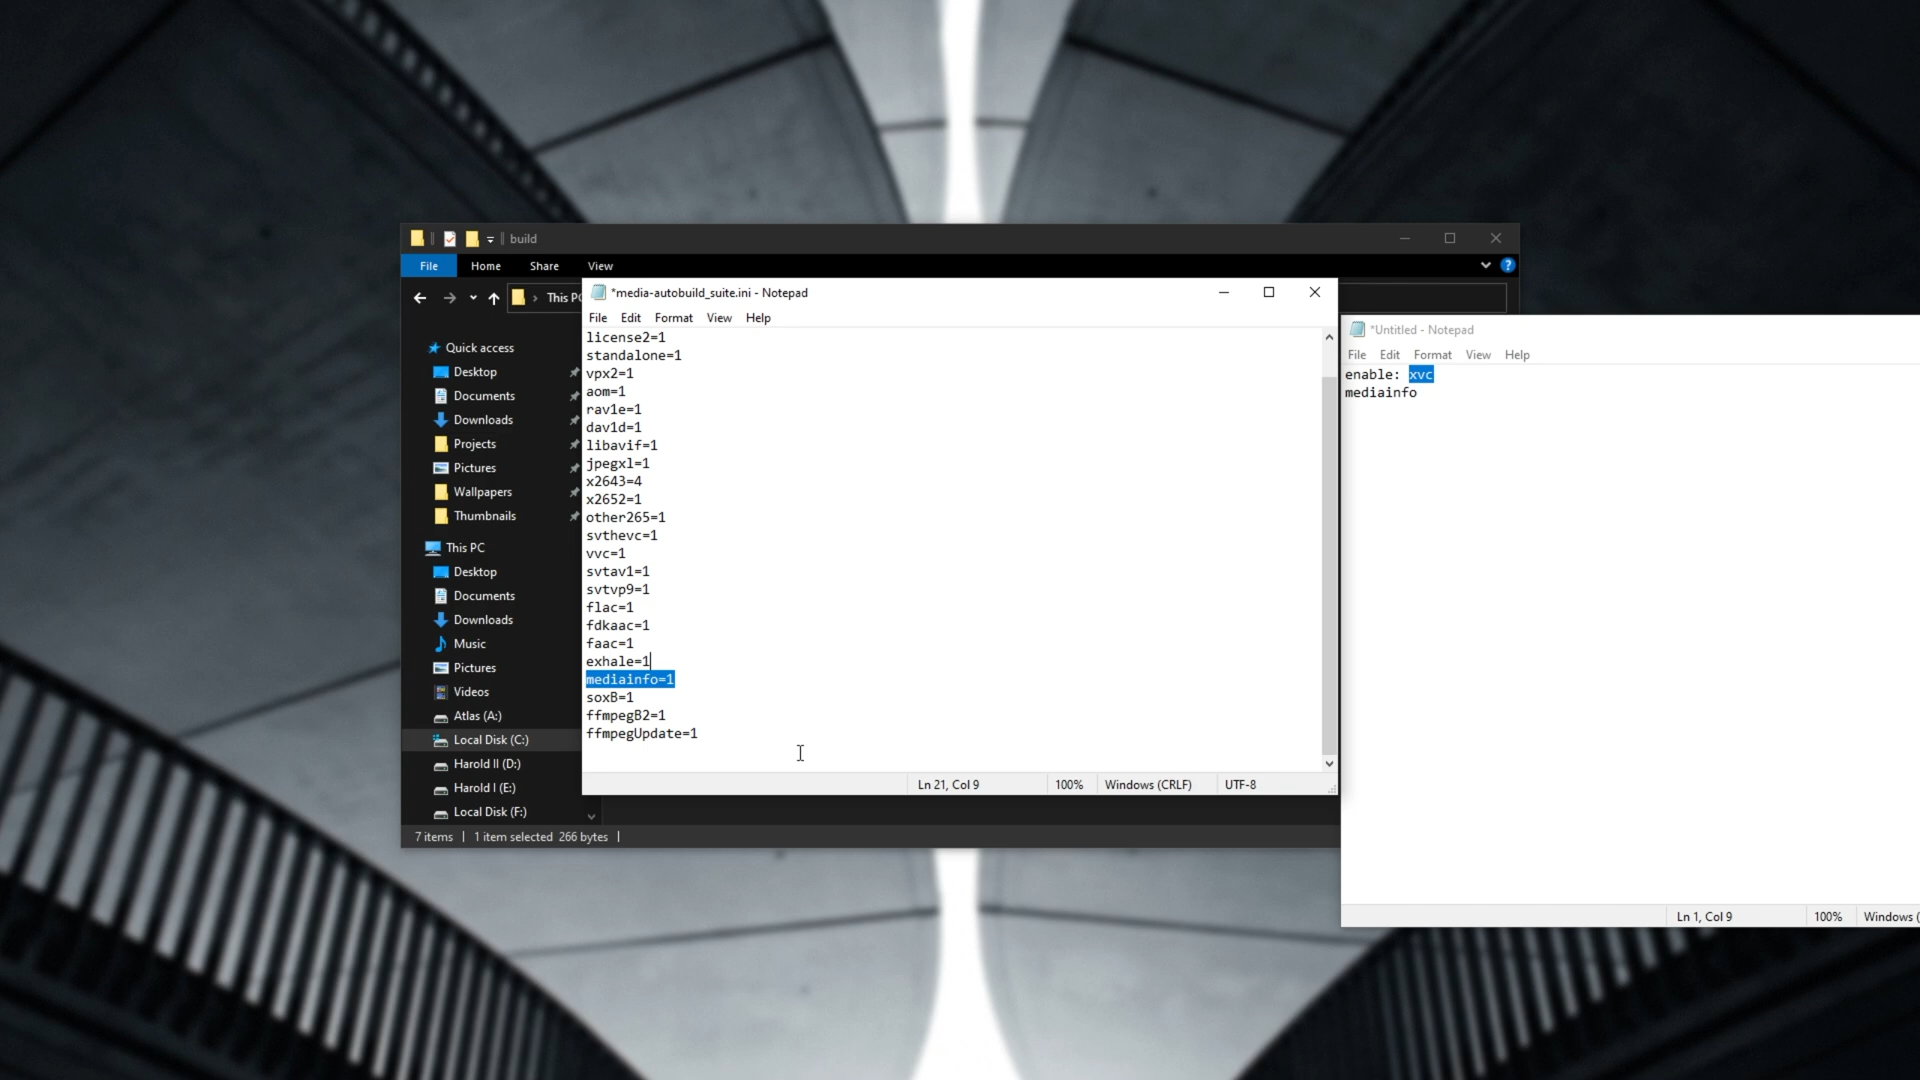 build
File Home Share View
This PC
Quick access
Desktop
Documents
Downloads
Projects
Pictures
Wallpapers
Thumbnails
This PC
Desktop
Documents
Downloads
Music
Pictures
Videos
Atlas (A:)
Local Disk (C:)
Harold II (D:)
Harold I (E:)
Local Disk (F:)
7 items 1 item selected 266 bytes
*media-autobuild_suite.ini - Notepad
File Edit Format View Help
license2=1
standalone=1
vpx2=1
aom=1
rav1e=1
dav1d=1
libavif=1
jpegxl=1
x2643=4
x2652=1
other265=1
svthevc=1
vvc=1
svtav1=1
svtvp9=1
flac=1
fdkaac=1
faac=1
exhale=1
mediainfo=1
soxB=1
ffmpegB2=1
ffmpegUpdate=1
Ln 21, Col 9 100% Windows (CRLF) UTF-8
*Untitled - Notepad
File Edit Format View Help
enable: xvc
mediainfo
Ln 1, Col 9 100% Windows (